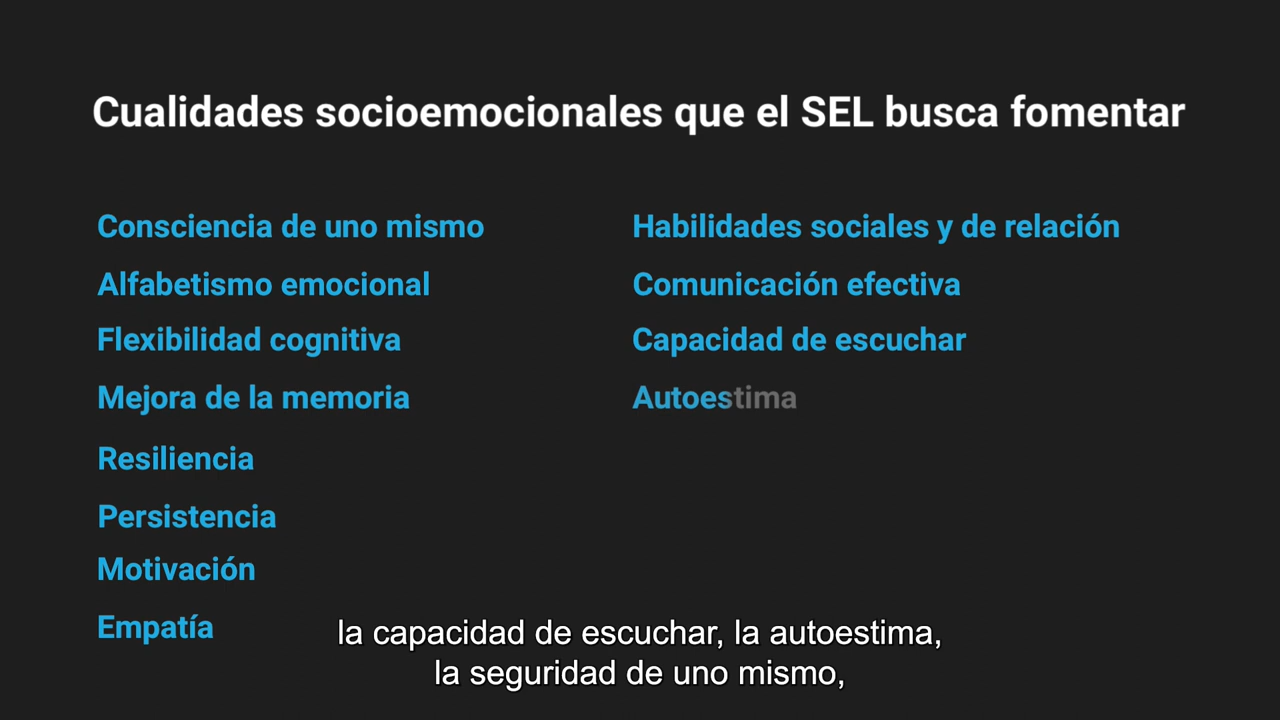 Cualidades socioemocionales que el SEL busca fomentar
Consciencia de uno mismo
Alfabetismo emocional
Flexibilidad cognitiva
Mejora de la memoria
Resiliencia
Persistencia
Motivación
Empatía
Habilidades sociales y de relación
Comunicación efectiva
Capacidad de escuchar
Autoestima
la capacidad de escuchar, la autoestima,
la seguridad de uno mismo,